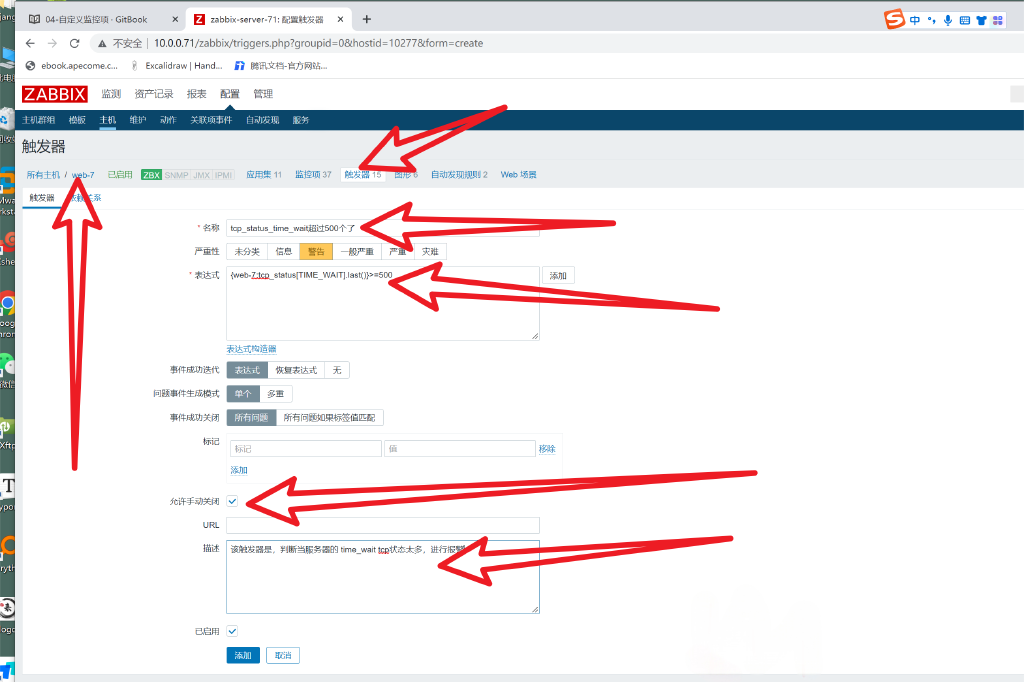 04-自定义监控项 · GitBook
zabbix-server-71: 配置触发器
中
不安全 | 10.0.0.71/zabbix/triggers.php?groupid=0&hostid=10277&form=create
ebook.apecome.c... Excalidraw | Hand... 腾讯文档-官方网站...
ZABBIX 监测 资产记录 报表 配置 管理
主机群组 模板 主机 维护 动作 关联项事件 自动发现 服务
触发器
所有主机 / web-7 已启用 ZBX SNMP JMX IPMI 应用集 11 监控项 37 触发器 15 图形 6 自动发现规则 2 Web 场景
触发器 依赖关系
* 名称 tcp_status_time_wait超过500个了
严重性 未分类 信息 警告 一般严重 严重 灾难
* 表达式 {web-7:tcp_status[TIME_WAIT].last()}>=500 添加
表达式构造器
事件成功迭代 表达式 恢复表达式 无
问题事件生成模式 单个 多重
事件成功关闭 所有问题 所有问题如果标签值匹配
标记 标记 值 移除
添加
允许手动关闭
URL
描述 该触发器是，判断当服务器的 time_wait tcp状态太多，进行报警
已启用
添加 取消